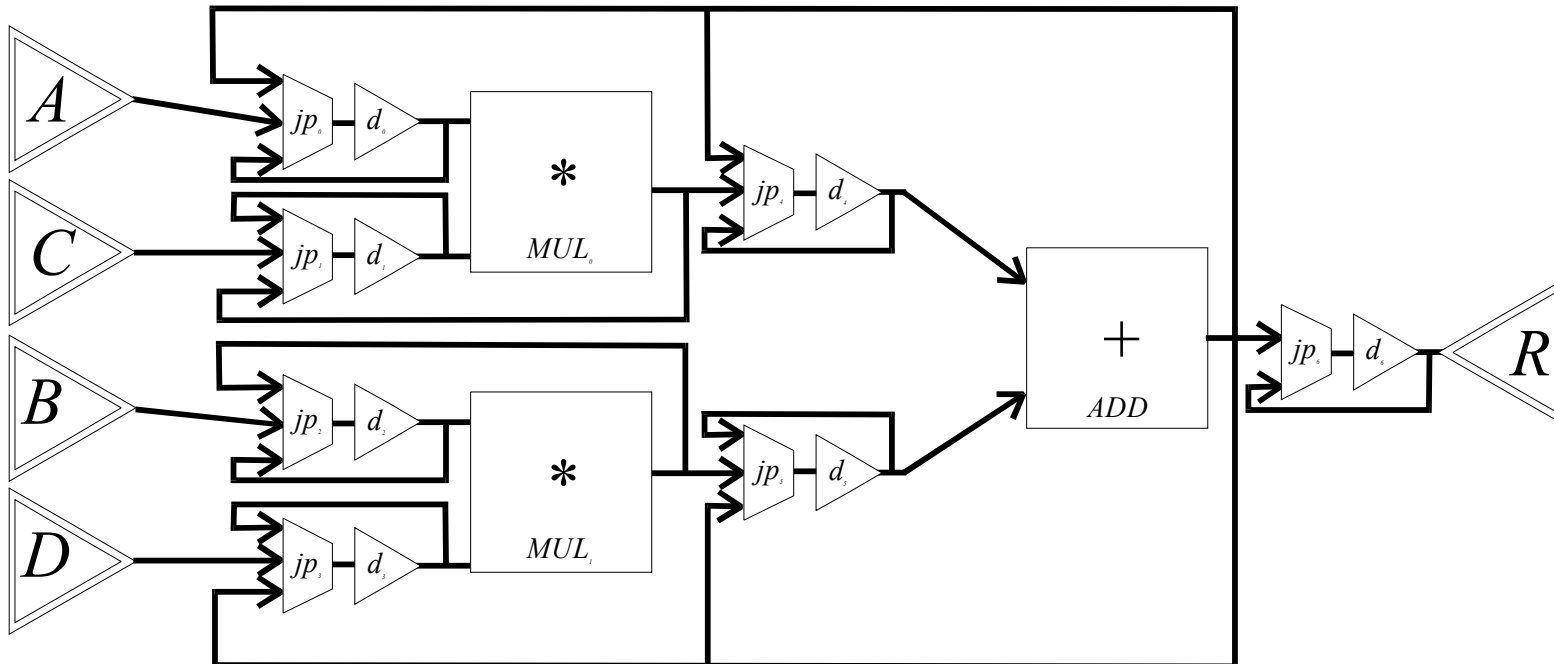 A
jp₀ d₀
*
MUL₀
C
jp₁ d₁
jp₄ d₄
B
jp₂ d₂
*
MUL₁
D
jp₃ d₃
jp₅ d₅
+
ADD
jp₆ d₆
R